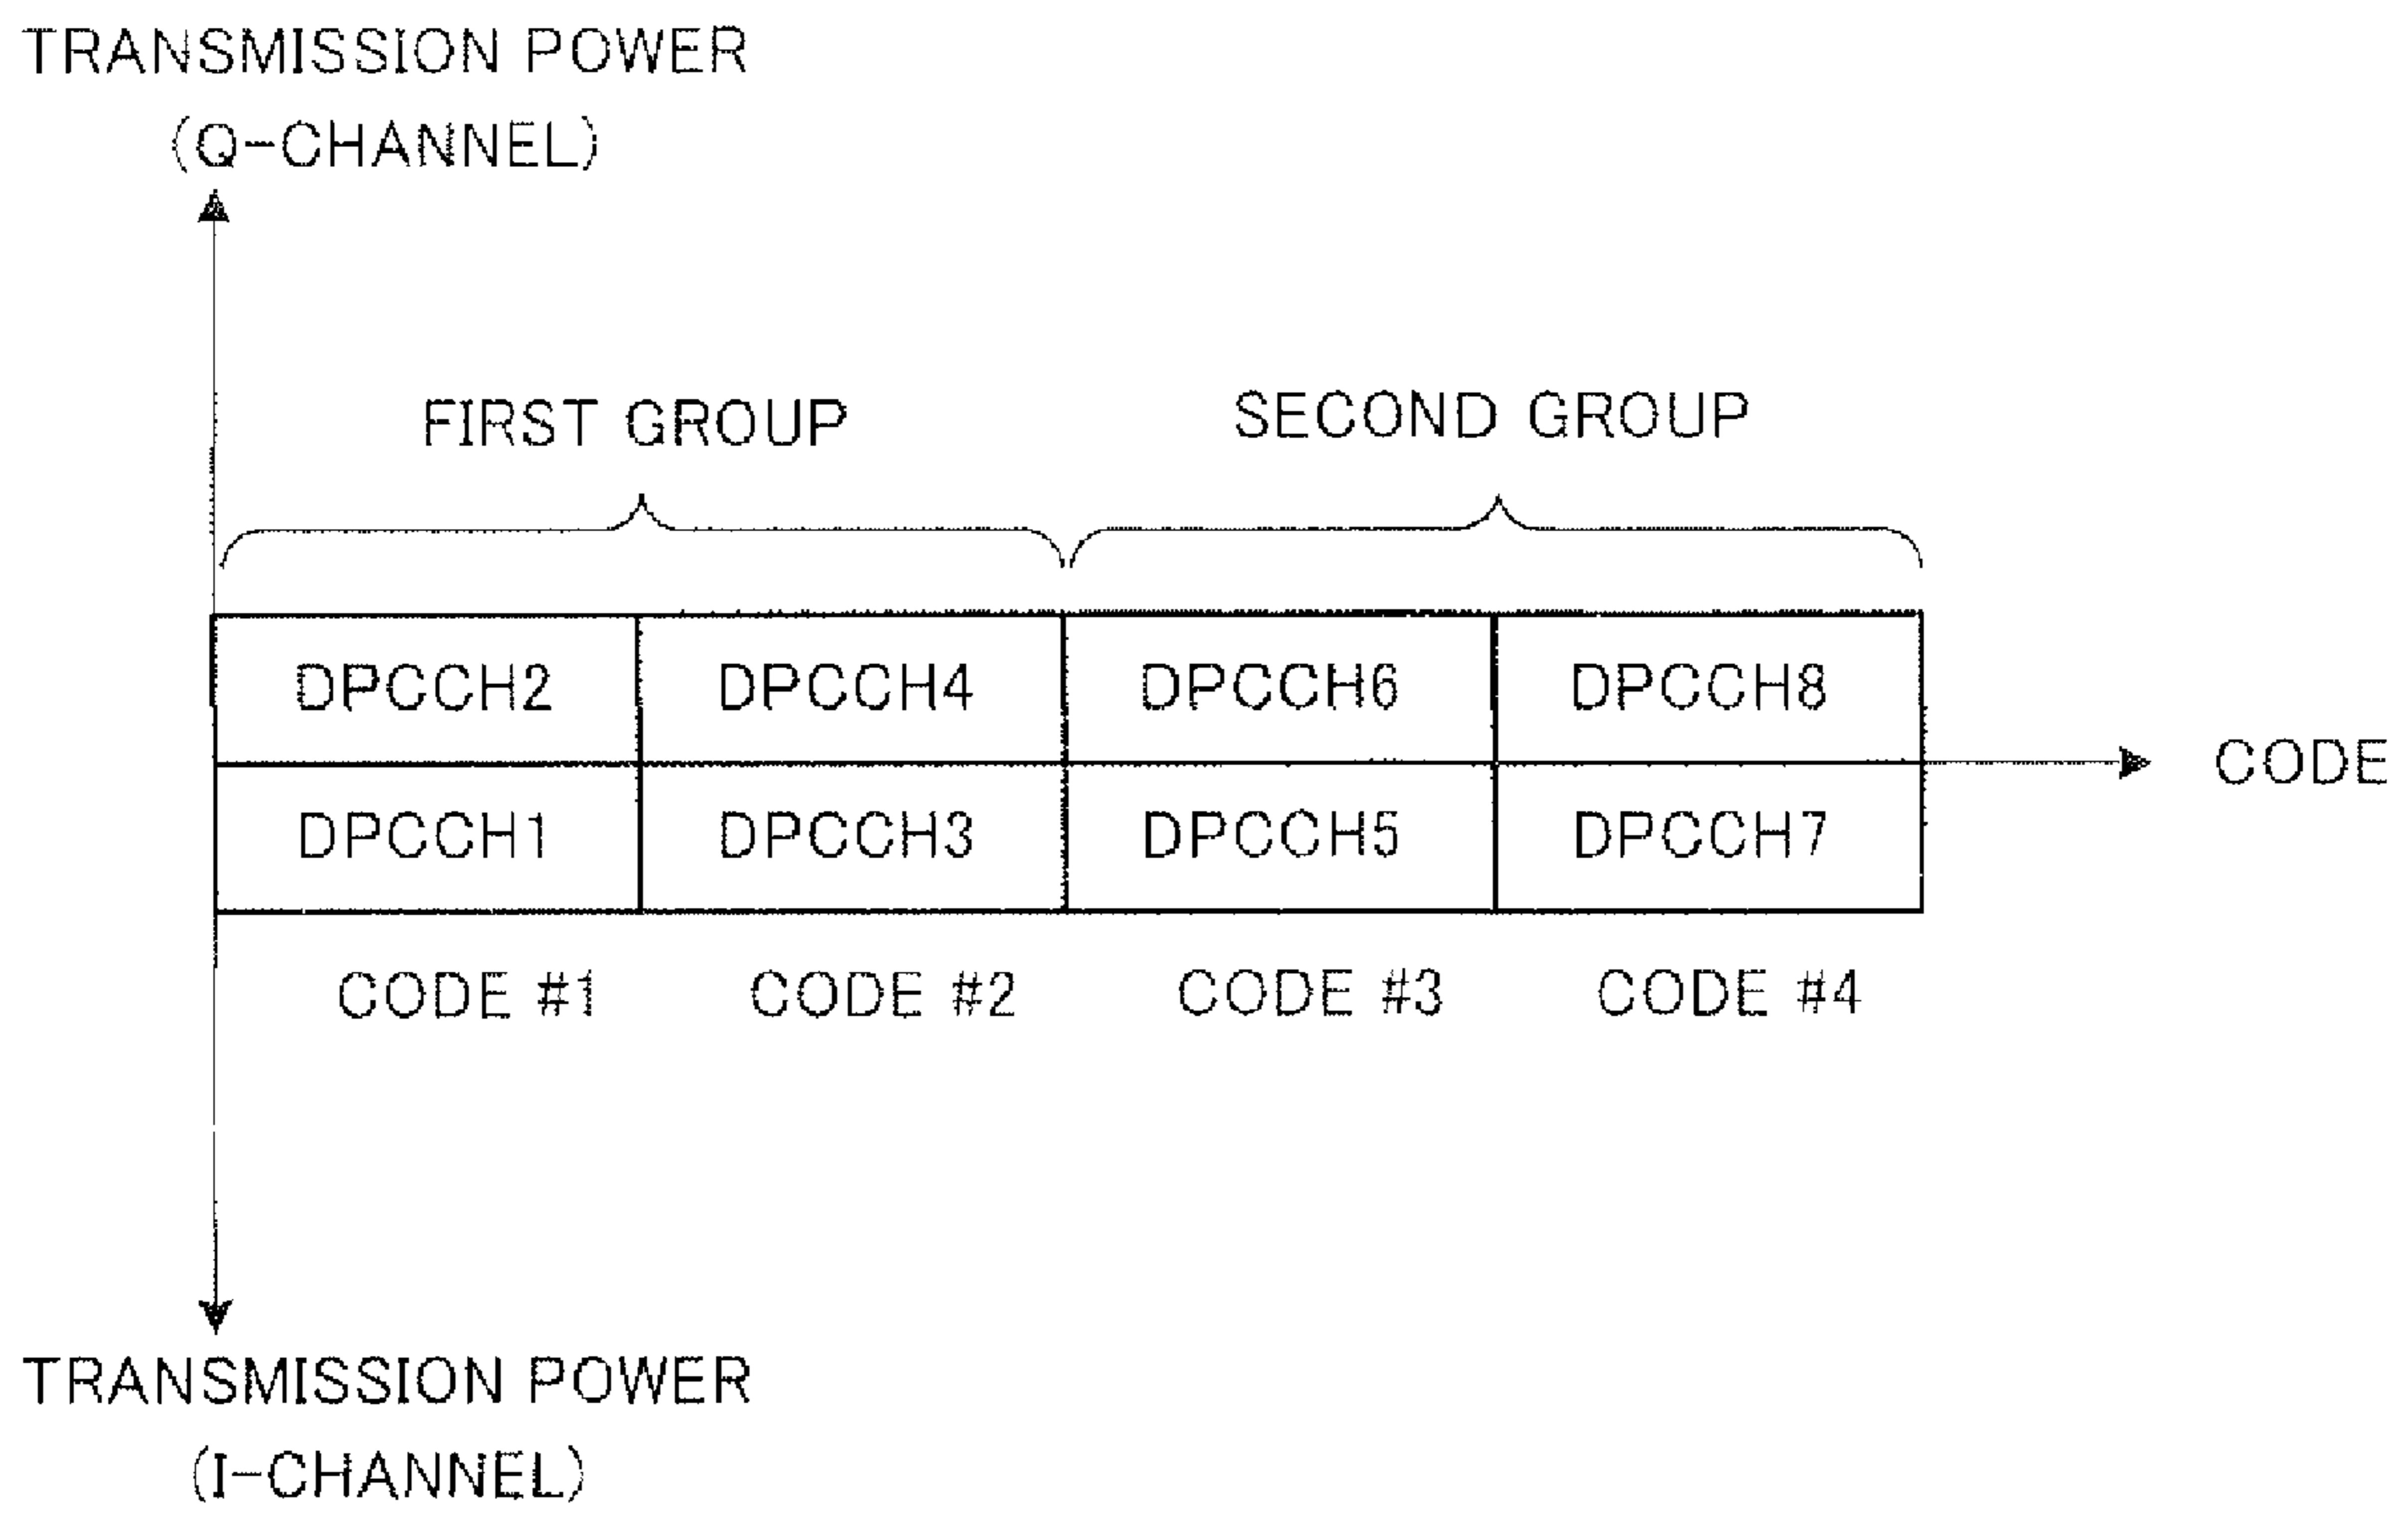 TRANSMISSION POWER
(Q-CHANNEL)
FIRST GROUP
SECOND GROUP
DPCCH2
DPCCH4
DPCCH6
DPCCH8
CODE
DPCCH1
DPCCH3
DPCCH5
DPCCH7
CODE #1
CODE #2
CODE #3
CODE #4
TRANSMISSION POWER
(I-CHANNEL)